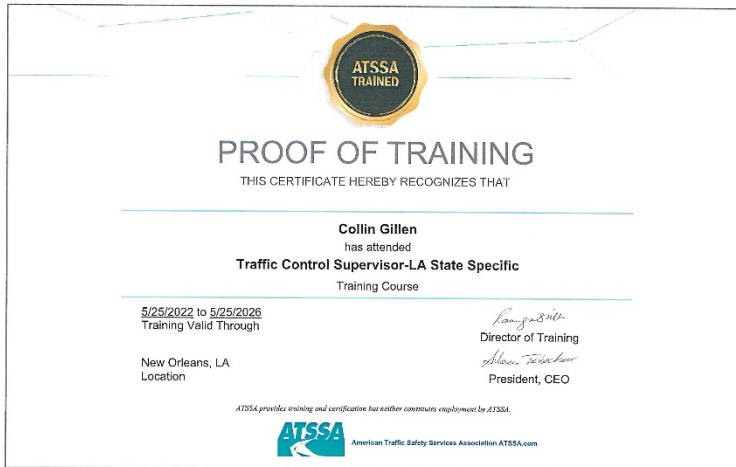 ATSSA
TRAINED
PROOF OF TRAINING
THIS CERTIFICATE HEREBY RECOGNIZES THAT
Collin Gillen
has attended
Traffic Control Supervisor-LA State Specific
Training Course
5/25/2022 to 5/25/2026
Training Valid Through
Director of Training
New Orleans, LA
Location
President, CEO
ATSSA provides training and certification but neither constitutes employment by ATSSA.
ATSSA
American Traffic Safety Services Association ATSSA.com